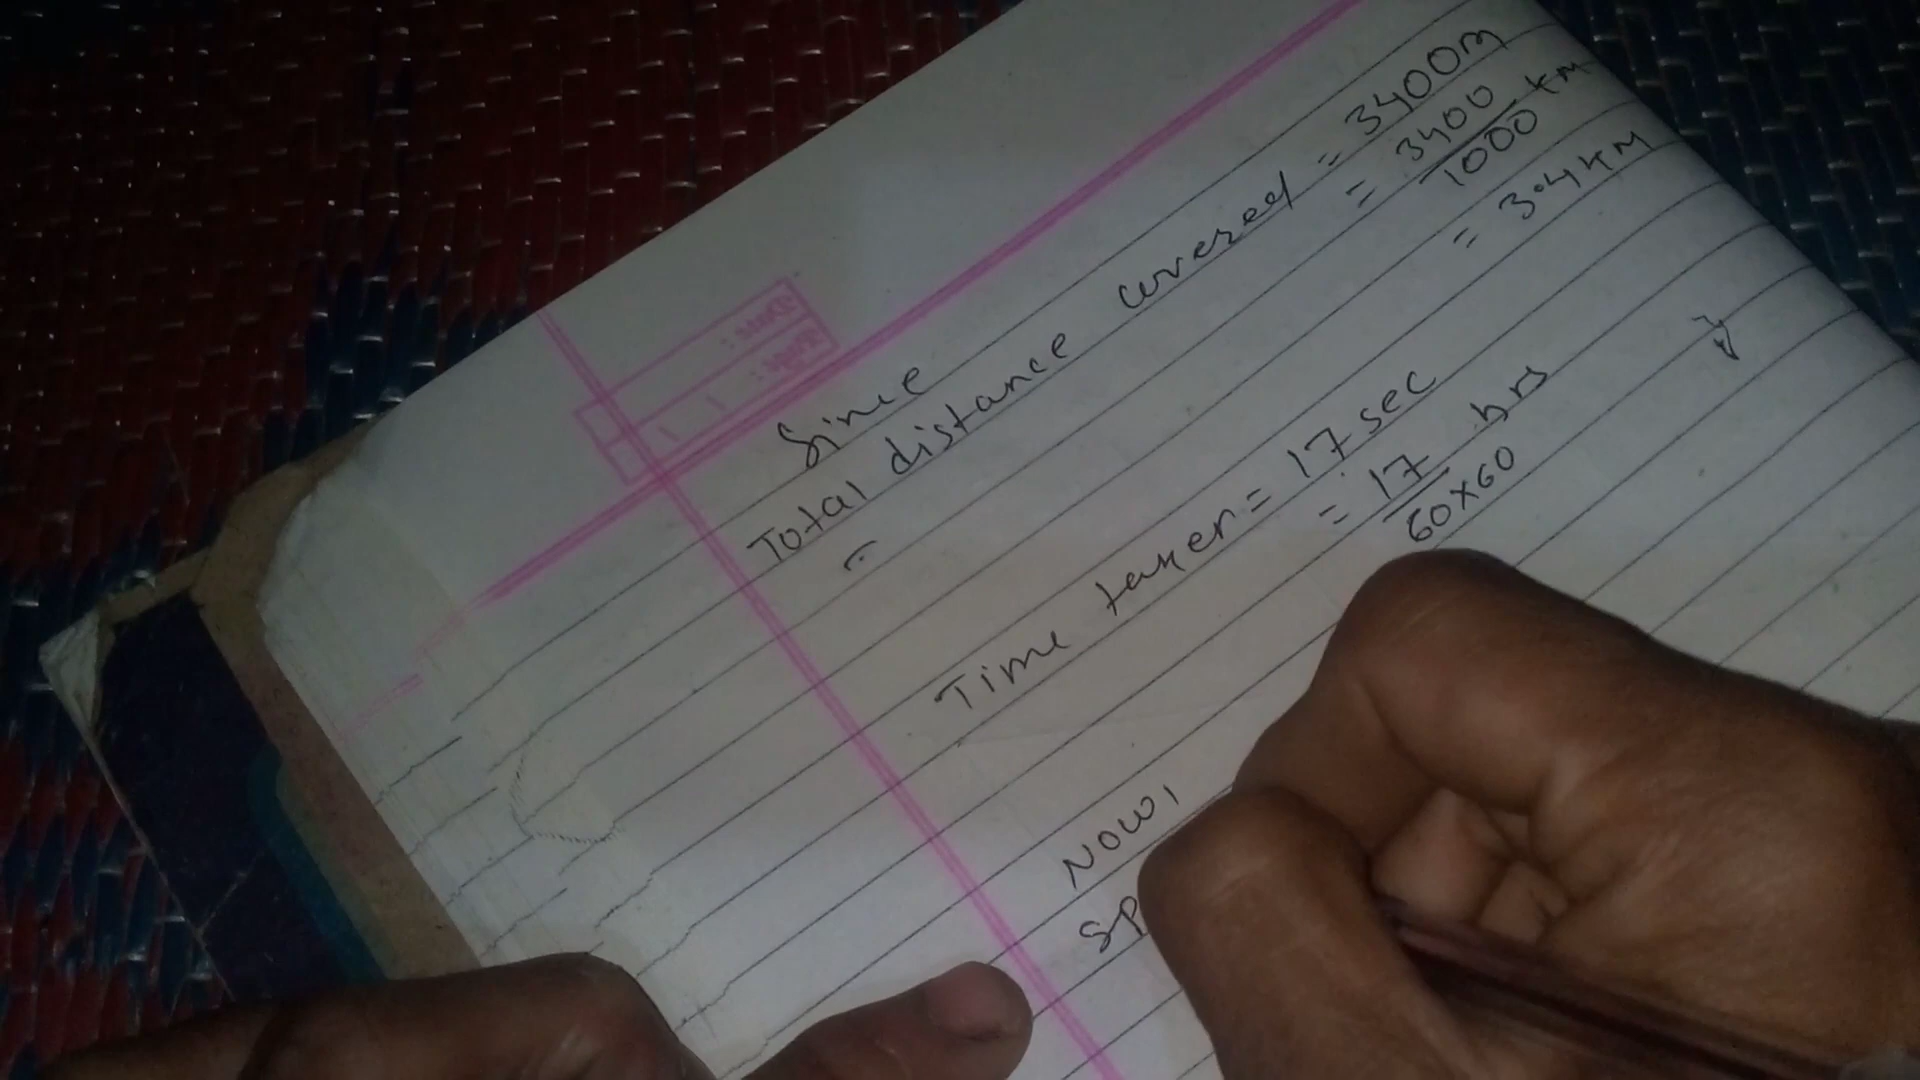 Since
Total distance covered = 3400m
= 3400/1000 km
= 3.4 km
Time taken = 17 sec
= 17/60x60 hrs
Now,
Sp